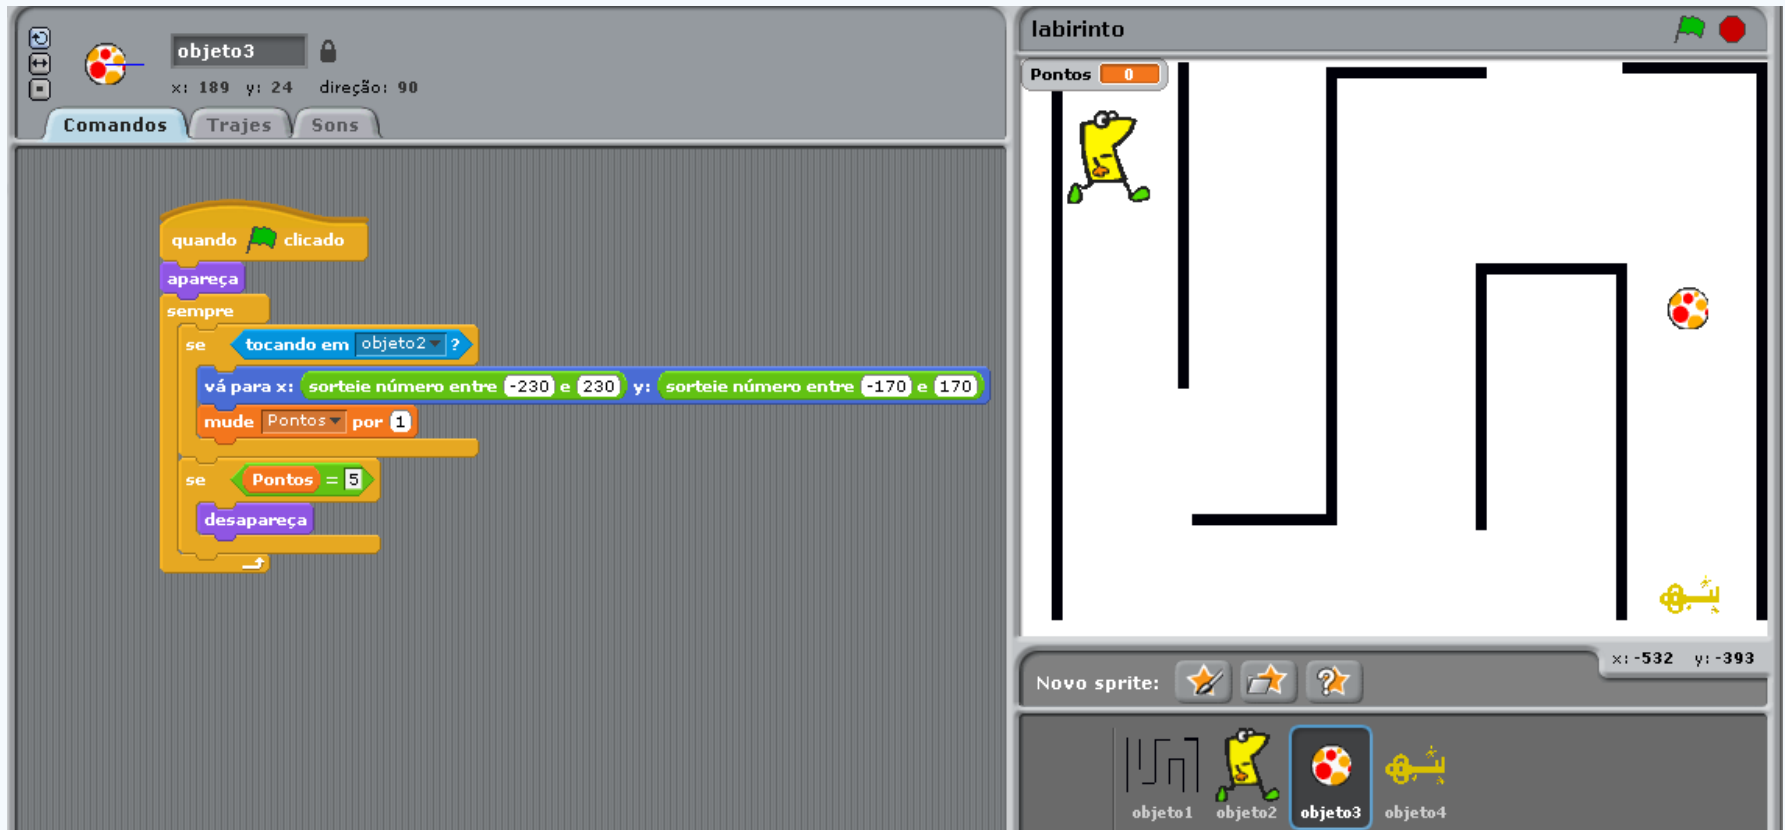 objeto3
x: 189 y: 24 direção: 90
Comandos Trajes Sons
quando clicado
apareça
sempre
se tocando em objeto2 ?
vá para x: sorteie número entre -230 e 230 y: sorteie número entre -170 e 170
mude Pontos por 1
se Pontos = 5
desapareça
labirinto
Pontos 0
x: -532 y: -393
Novo sprite:
objeto1 objeto2 objeto3 objeto4